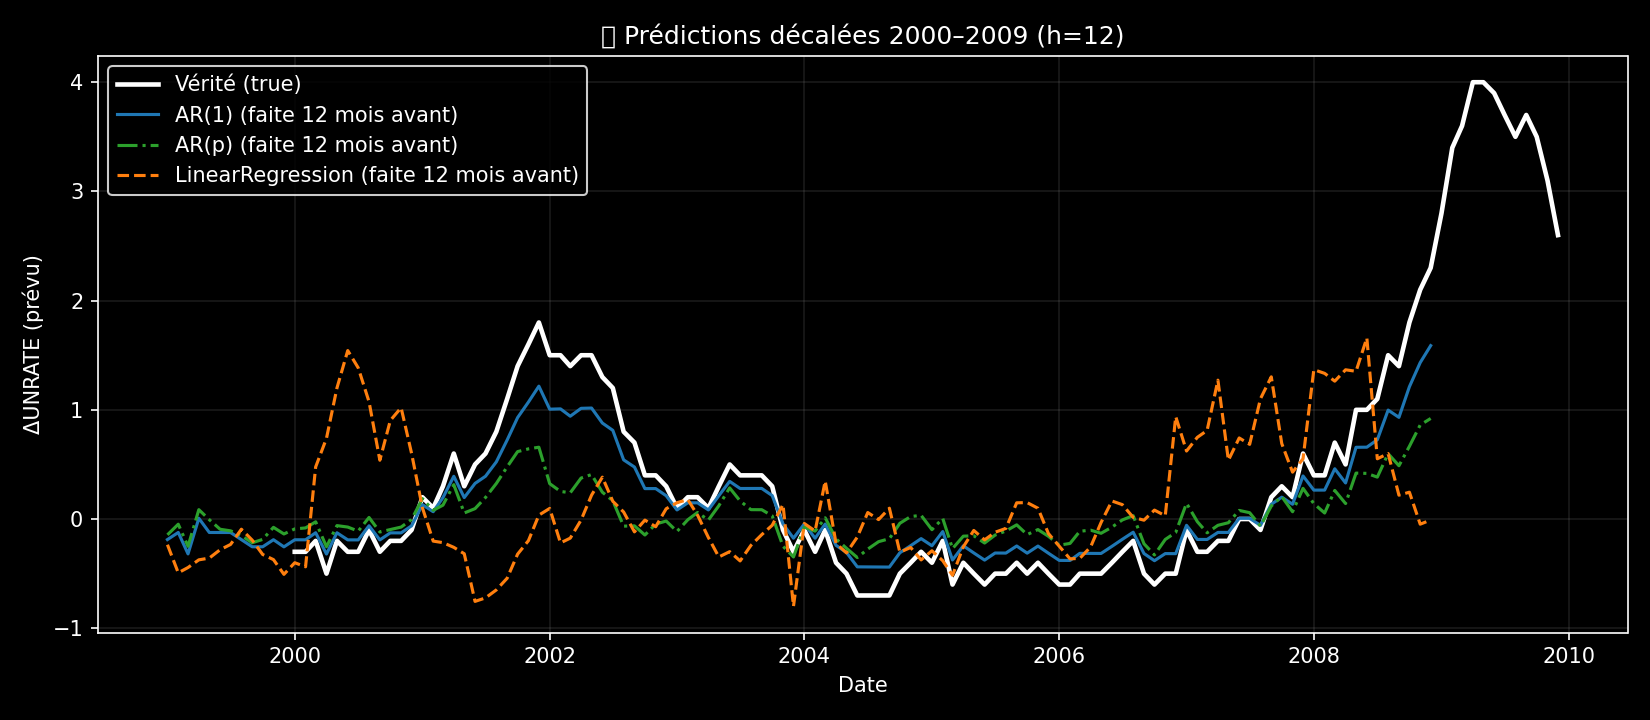 Prédictions décalées 2000–2009 (h=12)
Vérité (true)
AR(1) (faite 12 mois avant)
AR(p) (faite 12 mois avant)
LinearRegression (faite 12 mois avant)
ΔUNRATE (prévu)
4
3
2
1
0
−1
2000
2002
2004
2006
2008
2010
Date